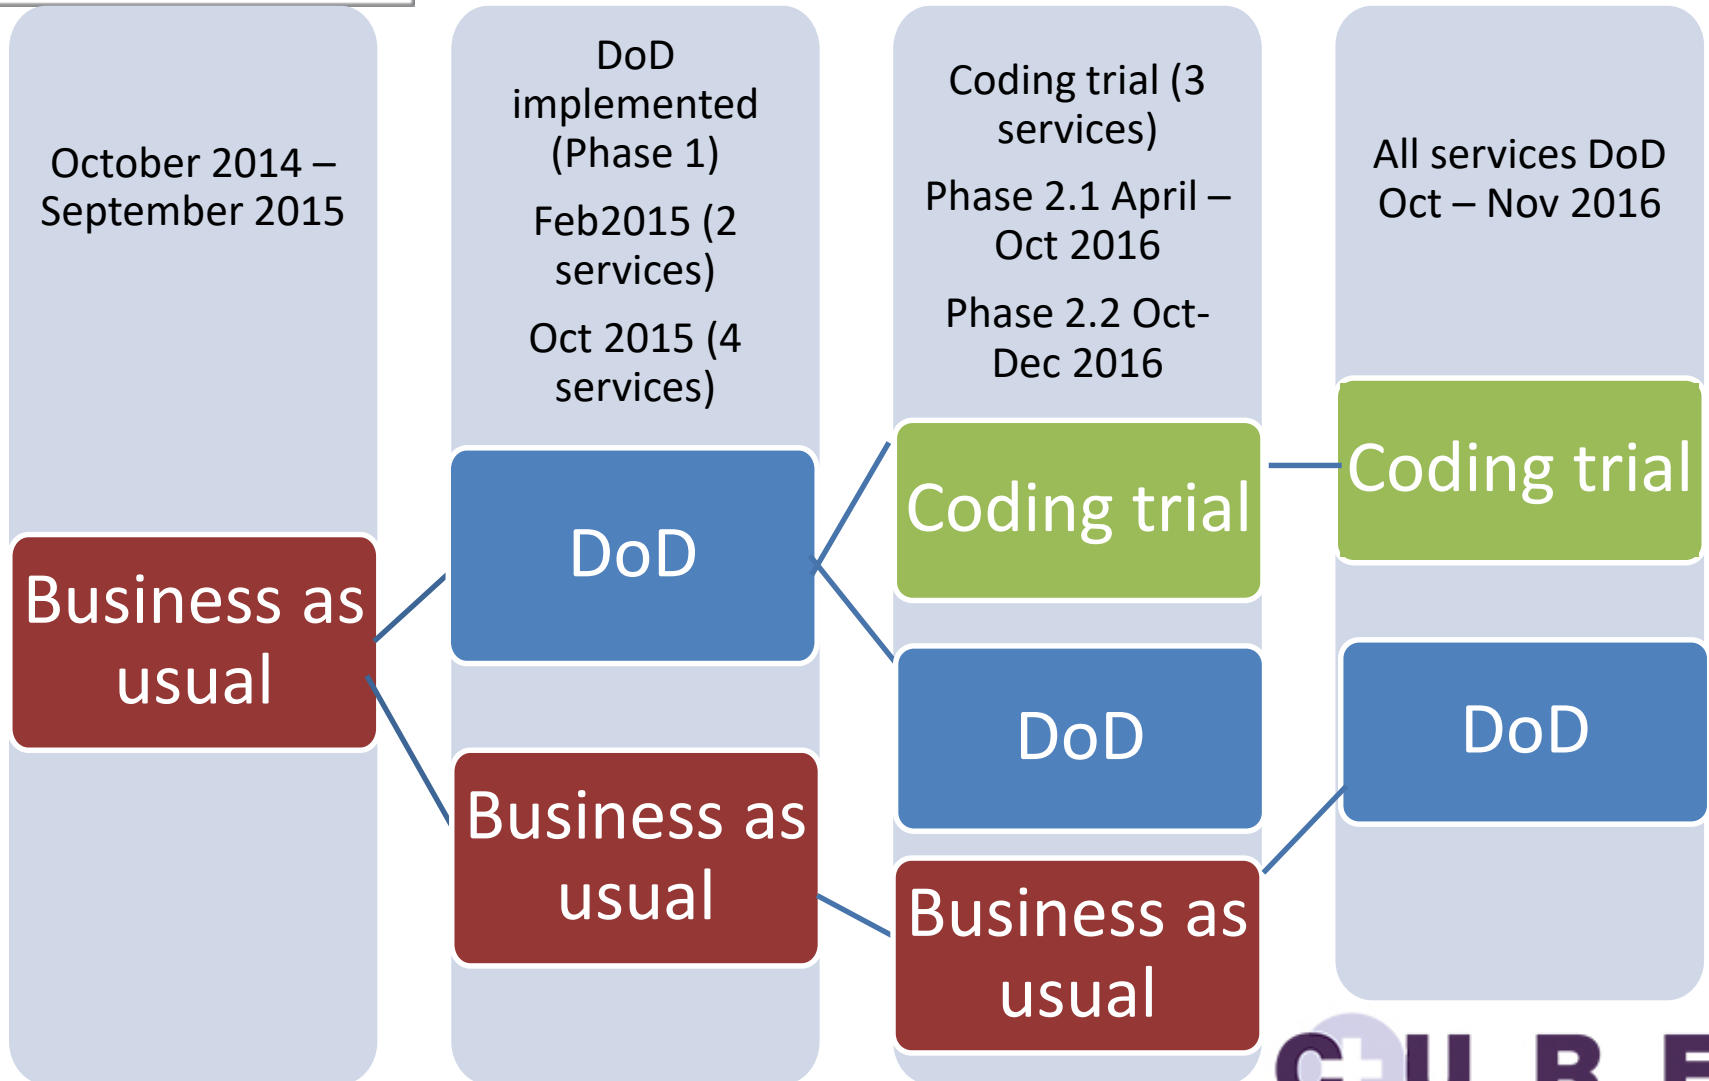 October 2014 –
September 2015
Business as
usual
DoD
implemented
(Phase 1)
Feb2015 (2
services)
Oct 2015 (4
services)
DoD
Business as
usual
Coding trial (3
services)
Phase 2.1 April –
Oct 2016
Phase 2.2 Oct-
Dec 2016
Coding trial
DoD
Business as
usual
All services DoD
Oct – Nov 2016
Coding trial
DoD